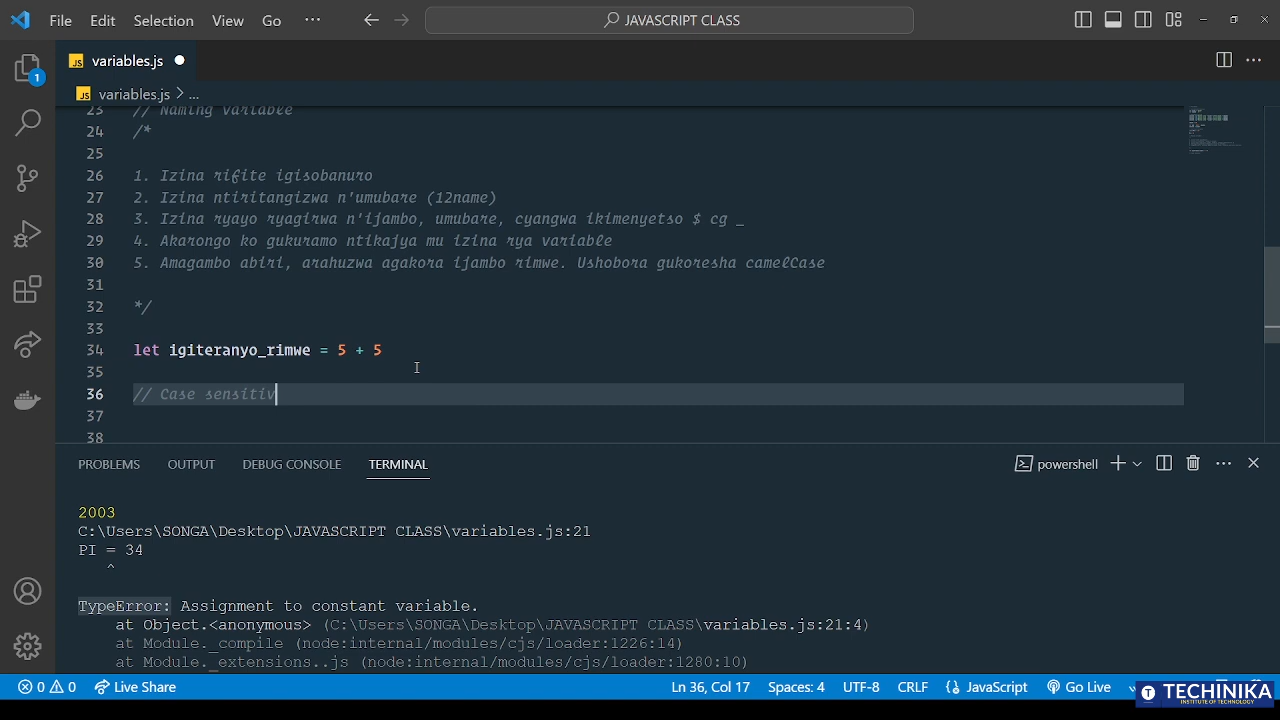 File Edit Selection View Go ··· JAVASCRIPT CLASS
JS variables.js
JS variables.js > ...
1
23 // Naming variable
24 /*
25
26 1. Izina rifite igisobanuro
27 2. Izina ntiritangizwa n'umubare (12name)
28 3. Izina ryayo ryagirwa n'ijambo, umubare, cyangwa ikimenyetso $ cg _
29 4. Akarongo ko gukuramo ntikajya mu izina rya variable
30 5. Amagambo abiri, arahuzwa agakora ijambo rimwe. Ushobora gukoresha camelCase
31
32 */
33
34 let igiteranyo_rimwe = 5 + 5
35
36 // Case sensitiv
37
38
PROBLEMS OUTPUT DEBUG CONSOLE TERMINAL powershell
2003
C:\Users\SONGA\Desktop\JAVASCRIPT CLASS\variables.js:21
PI = 34
^
TypeError: Assignment to constant variable.
at Object.<anonymous> (C:\Users\SONGA\Desktop\JAVASCRIPT CLASS\variables.js:21:4)
at Module._compile (node:internal/modules/cjs/loader:1226:14)
at Module._extensions..js (node:internal/modules/cjs/loader:1280:10)
0 0 Live Share Ln 36, Col 17 Spaces: 4 UTF-8 CRLF JavaScript Go Live
TECHINIKA
INSTITUTE OF TECHNOLOGY